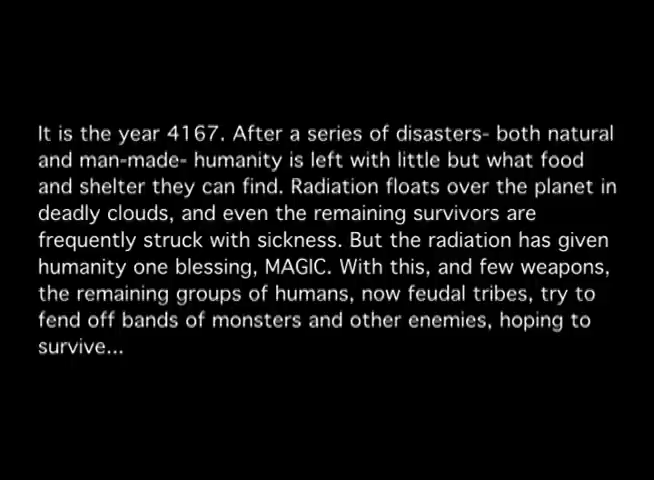 It is the year 4167. After a series of disasters- both natural
and man-made- humanity is left with little but what food
and shelter they can find. Radiation floats over the planet in
deadly clouds, and even the remaining survivors are
frequently struck with sickness. But the radiation has given
humanity one blessing, MAGIC. With this, and few weapons,
the remaining groups of humans, now feudal tribes, try to
fend off bands of monsters and other enemies, hoping to
survive...